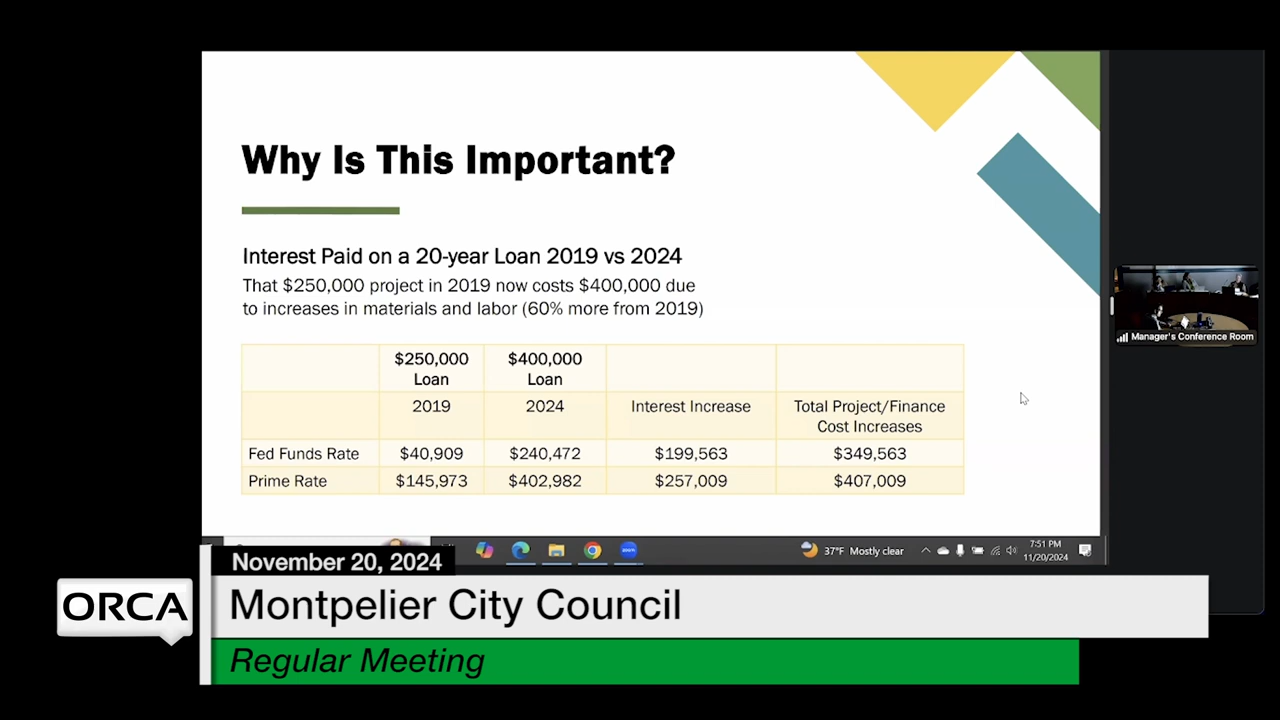 Why Is This Important?
Interest Paid on a 20-year Loan 2019 vs 2024
That $250,000 project in 2019 now costs $400,000 due
to increases in materials and labor (60% more from 2019)
$250,000 Loan $400,000 Loan
2019 2024 Interest Increase Total Project/Finance Cost Increases
Fed Funds Rate $40,909 $240,472 $199,563 $349,563
Prime Rate $145,973 $402,982 $257,009 $407,009
Manager's Conference Room
37°F Mostly clear
7:51 PM
11/20/2024
November 20, 2024
ORCA
Montpelier City Council
Regular Meeting